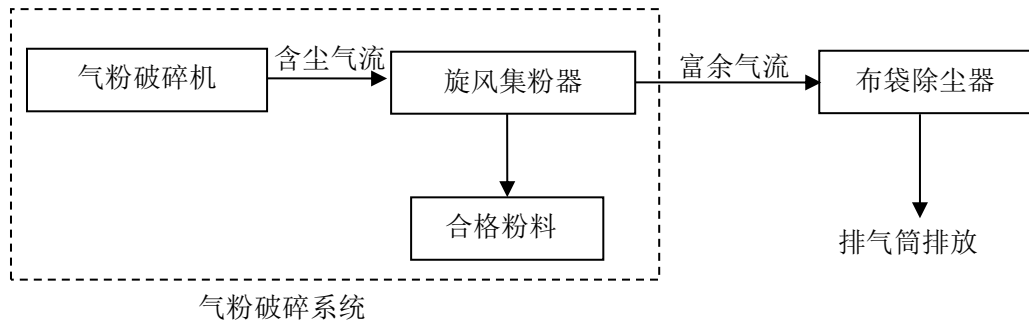 气粉破碎机
含尘气流
旋风集粉器
富余气流
布袋除尘器
合格粉料
排气筒排放
气粉破碎系统